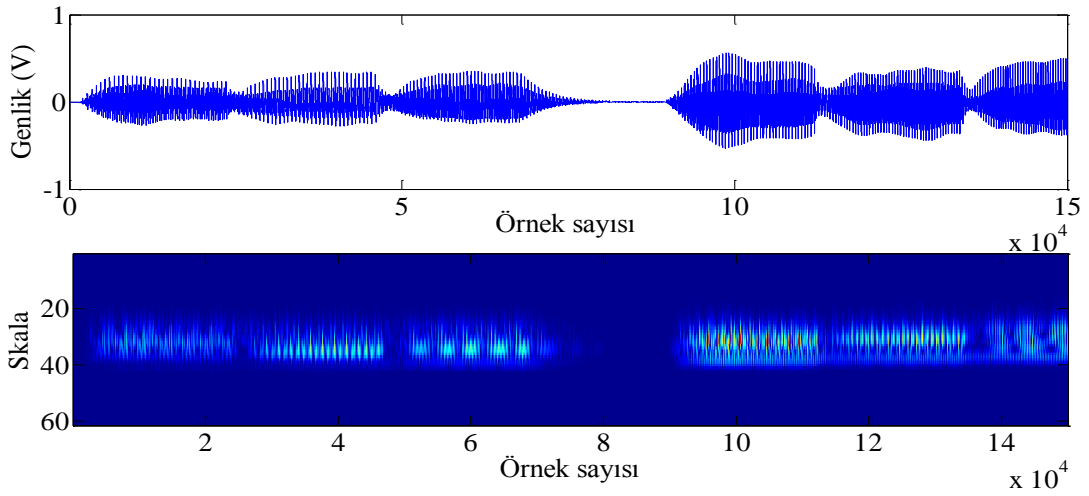 Genlik (V)
1
0
-1
0 5 10 15
Örnek sayısı
x 10^4
Skala
20
40
60
2 4 6 8 10 12 14
Örnek sayısı
x 10^4